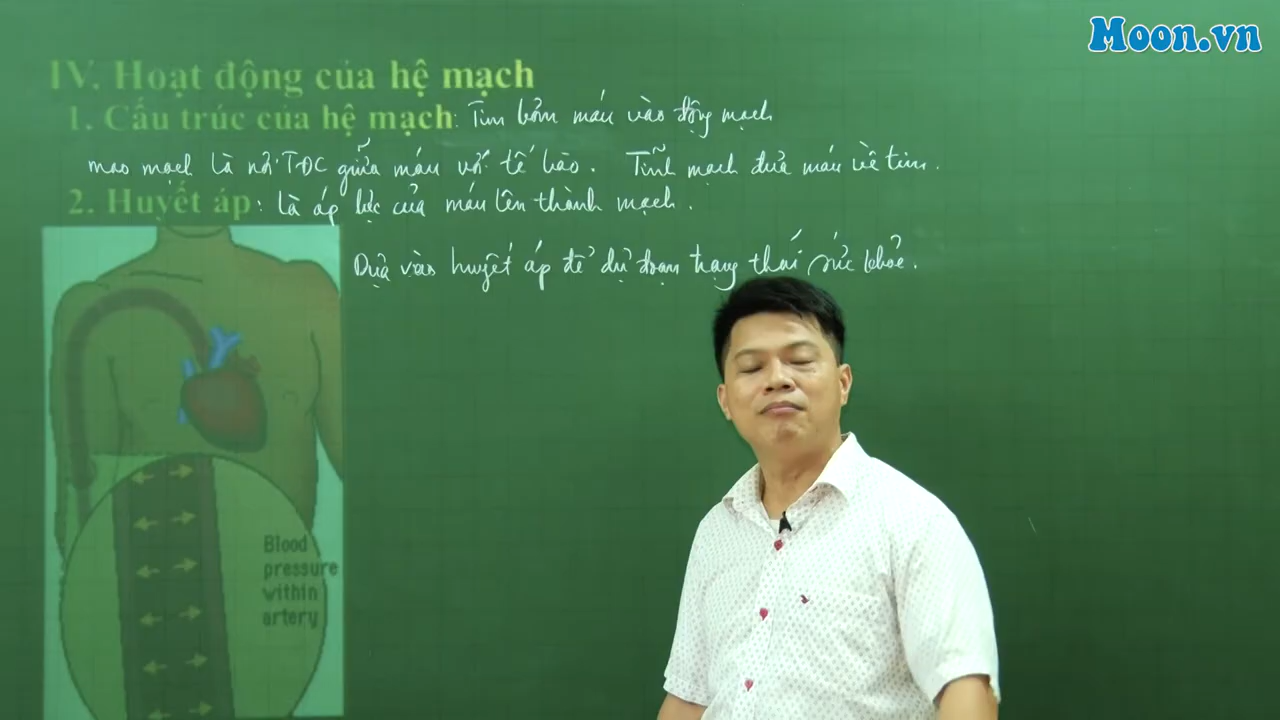 Moon.vn
IV. Hoạt động của hệ mạch
1. Cấu trúc của hệ mạch: Tim bơm máu vào động mạch
mao mạch là nơi TĐC giữa máu với tế bào. Tĩnh mạch đưa máu về tim.
2. Huyết áp: là áp lực của máu lên thành mạch.
Dựa vào huyết áp để dự đoán trạng thái sức khỏe.
Blood
pressure
within
artery